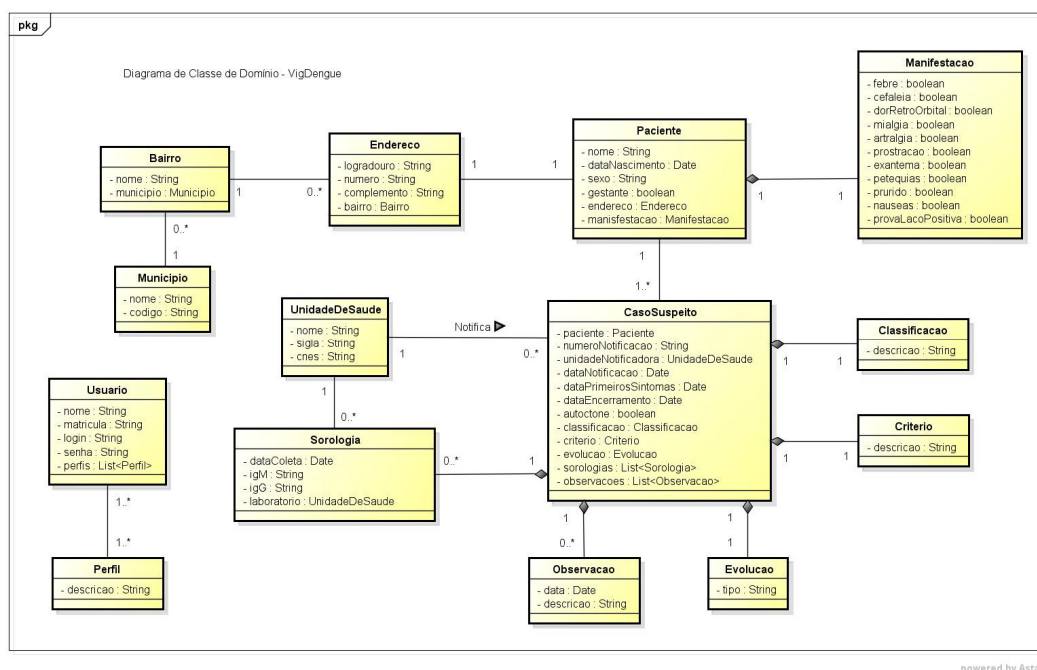 pkg
Diagrama de Classe de Domínio - VigDengue
Manifestacao
- febre : boolean
- cefaleia : boolean
- dorRetroOrbital : boolean
- mialgia : boolean
- artralgia : boolean
- prostracao : boolean
- exantema : boolean
- petequias : boolean
- prurido : boolean
- nauseas : boolean
- provaLacoPositiva : boolean
Paciente
- nome : String
- dataNascimento : Date
- sexo : String
- gestante : boolean
- endereco : Endereco
- manisfestacao : Manifestacao
1
1
Endereco
- logradouro : String
- numero : String
- complemento : String
- bairro : Bairro
1
1
Bairro
- nome : String
- municipio : Municipio
1
0..*
0..*
1
Municipio
- nome : String
- codigo : String
1
1..*
UnidadeDeSaude
- nome : String
- sigla : String
- cnes : String
Notifica
1
0..*
CasoSuspeito
- paciente : Paciente
- numeroNotificacao : String
- unidadeNotificadora : UnidadeDeSaude
- dataNotificacao : Date
- dataPrimeirosSintomas : Date
- dataEncerramento : Date
- autoctone : boolean
- classificacao : Classificacao
- criterio : Criterio
- evolucao : Evolucao
- sorologias : List<Sorologia>
- observacoes : List<Observacao>
Classificacao
- descricao : String
1
1
Criterio
- descricao : String
1
1
Usuario
- nome : String
- matricula : String
- login : String
- senha : String
- perfis : List<Perfil>
1
0..*
Sorologia
- dataColeta : Date
- igM : String
- igG : String
- laboratorio : UnidadeDeSaude
0..*
1
1..*
1..*
Perfil
- descricao : String
1
0..*
Observacao
- data : Date
- descricao : String
1
1
Evolucao
- tipo : String
powered by Ast